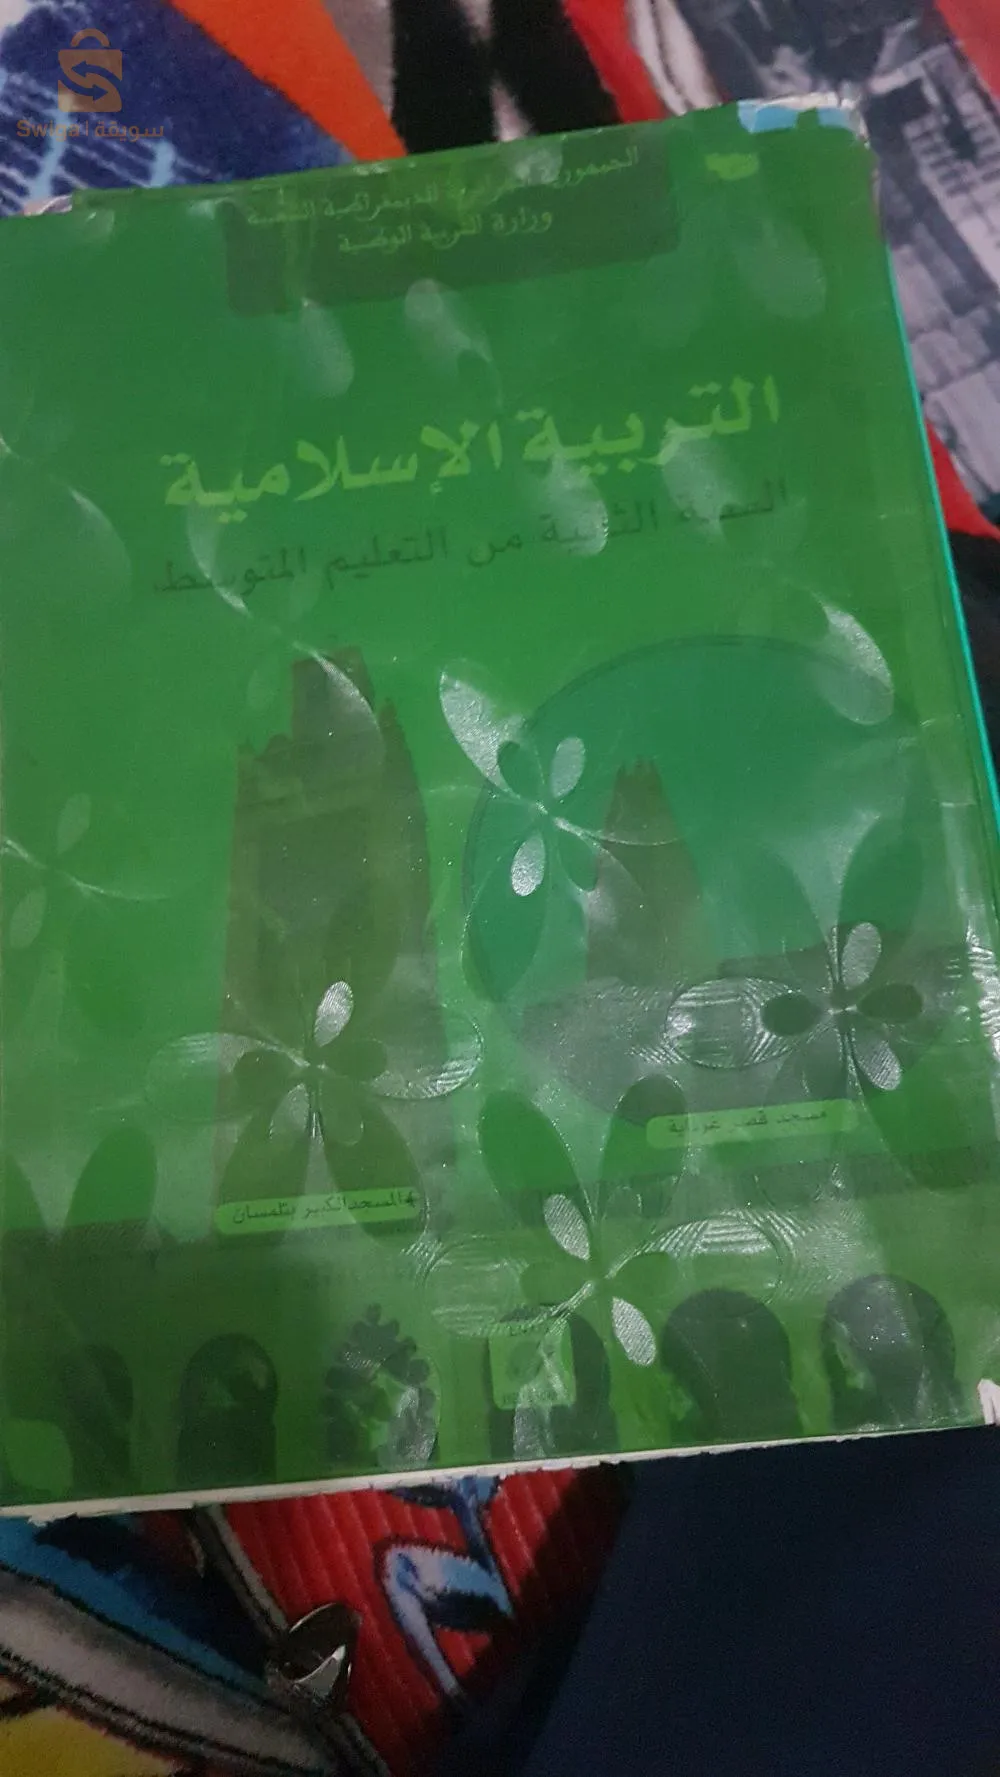 Swiqa سويقة
الجمهورية الجزائرية الديمقراطية الشعبية
وزارة التربية الوطنية
التربية الإسلامية
السنة الثانية من التعليم المتوسط
مسجد قصر غرداية
المسجد الكبير بتلمسان